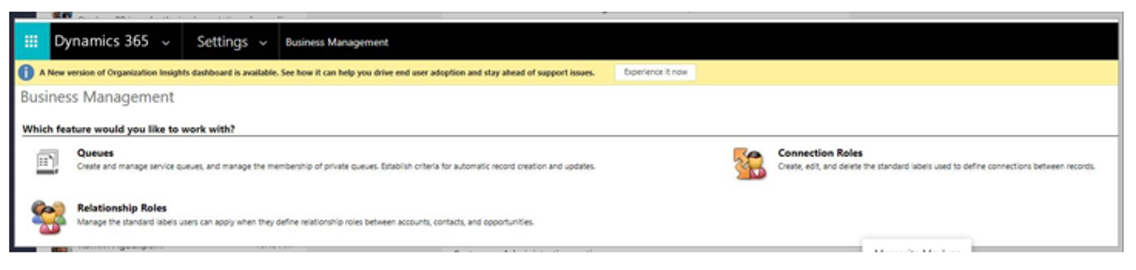 Dynamics 365 Settings Business Management
A New version of Organization Insights dashboard is available. See how it can help you drive end user adoption and stay ahead of support issues. Experience it now
Business Management
Which feature would you like to work with?
Queues
Create and manage service queues, and manage the membership of private queues. Establish criteria for automatic record creation and updates.
Connection Roles
Create, edit, and delete the standard labels used to define connections between records.
Relationship Roles
Manage the standard labels users can apply when they define relationship roles between accounts, contacts, and opportunities.